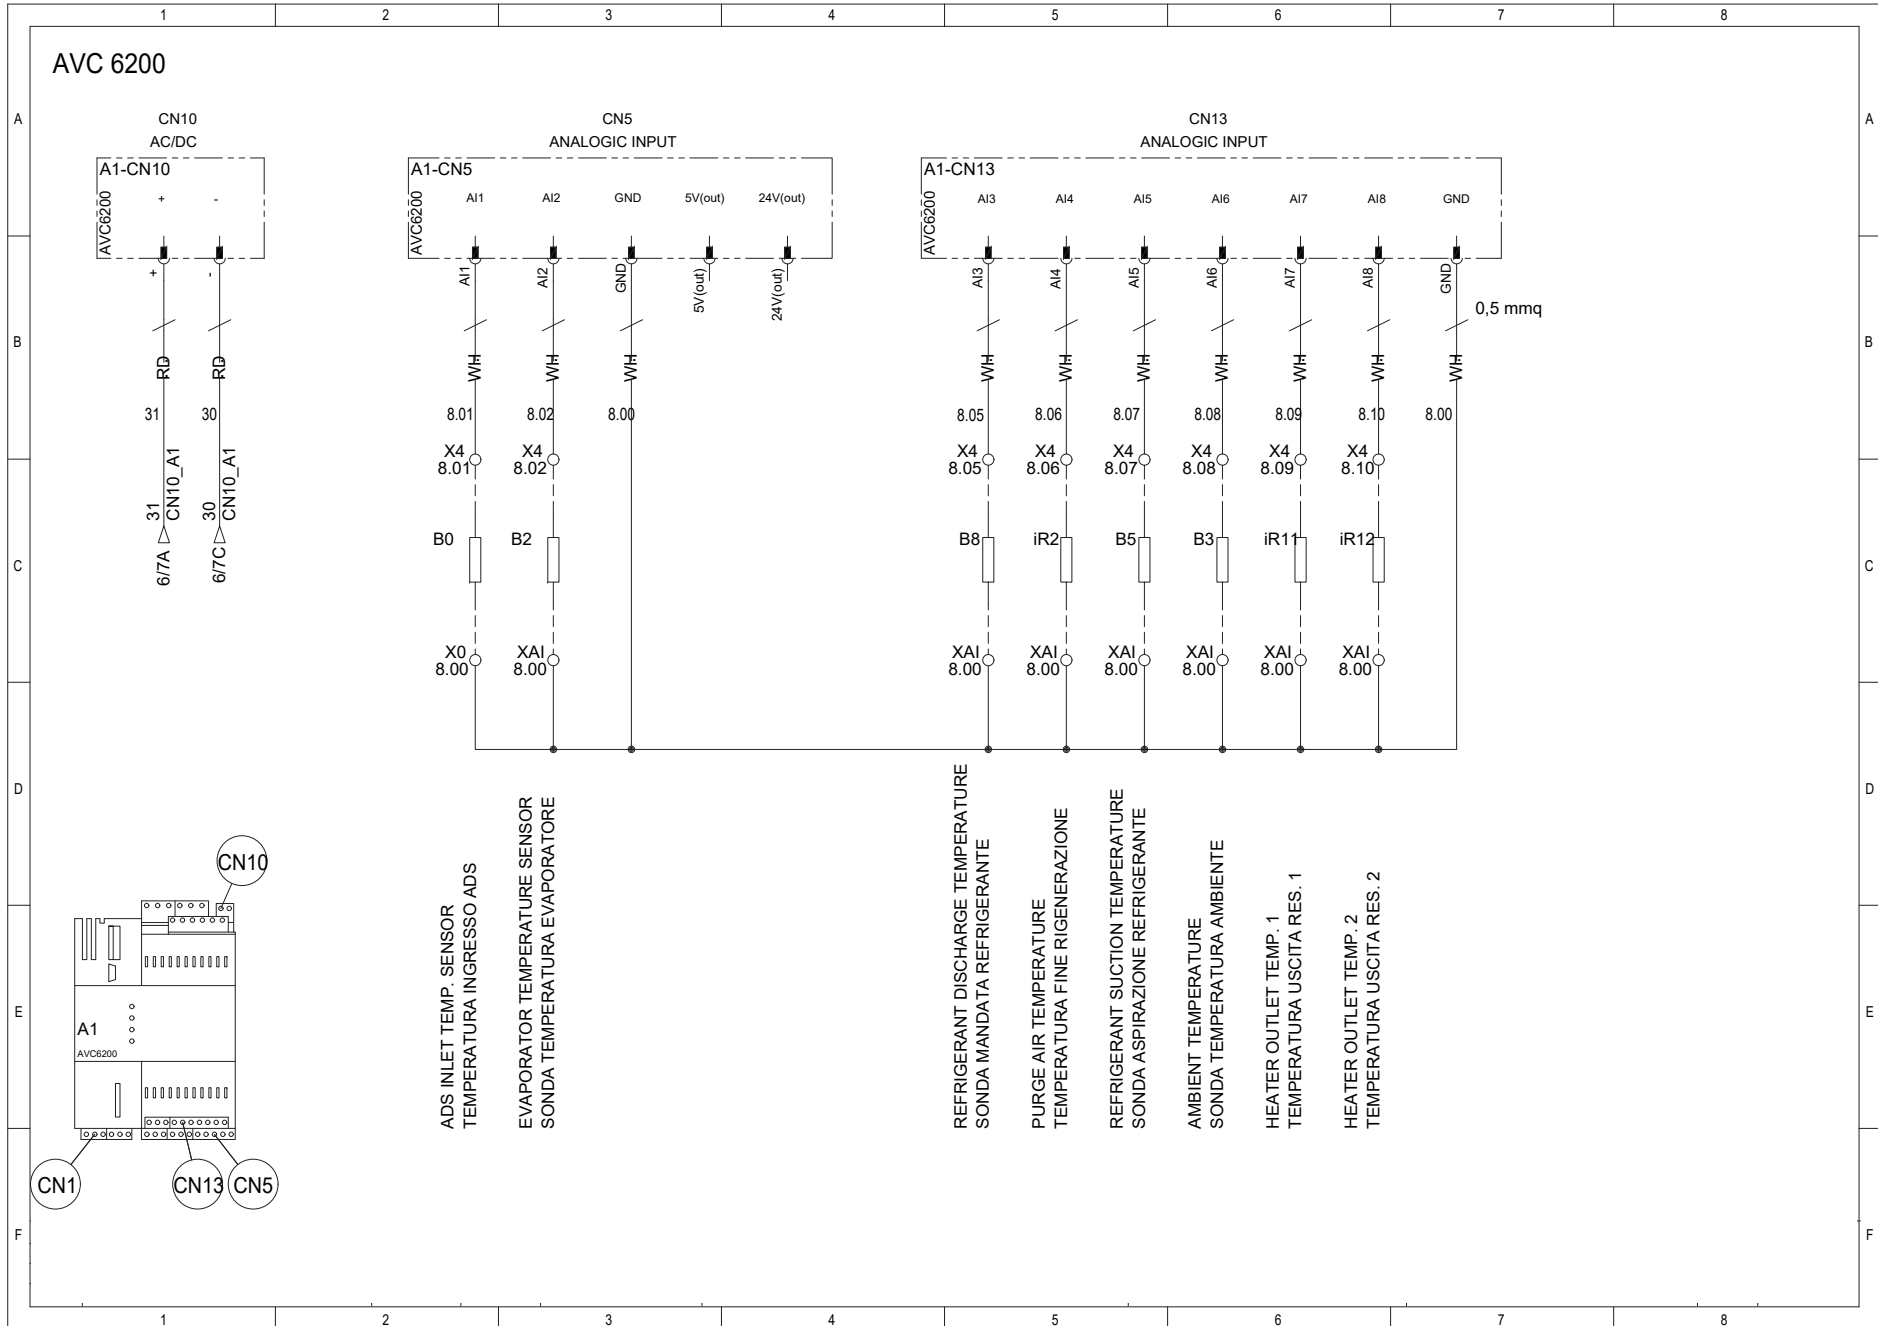 1 2 3 4 5 6 7 8
AVC 6200
A A
CN10 CN5 CN13
AC/DC ANALOGIC INPUT ANALOGIC INPUT
A1-CN10 A1-CN5 A1-CN13
AVC6200 AVC6200 AVC6200
+ - AI1 AI2 GND 5V(out) 24V(out) AI3 AI4 AI5 AI6 AI7 AI8 GND
+ - AI1 AI2 GND 5V(out) 24V(out) AI3 AI4 AI5 AI6 AI7 AI8 GND
0,5 mmq
B B
RD RD WH WH WH WH WH WH WH WH WH WH
31 30 8.01 8.02 8.00 8.05 8.06 8.07 8.08 8.09 8.10 8.00
X4 X4 X4 X4 X4 X4 X4 X4
8.01 8.02 8.05 8.06 8.07 8.08 8.09 8.10
31 CN10_A1 30 CN10_A1
6/7A 6/7C
B0 B2 B8 iR2 B5 B3 iR11 iR12
C C
X0 XAI XAI XAI XAI XAI XAI XAI
8.00 8.00 8.00 8.00 8.00 8.00 8.00 8.00
D D
ADS INLET TEMP. SENSOR
TEMPERATURA INGRESSO ADS
EVAPORATOR TEMPERATURE SENSOR
SONDA TEMPERATURA EVAPORATORE
REFRIGERANT DISCHARGE TEMPERATURE
SONDA MANDATA REFRIGERANTE
PURGE AIR TEMPERATURE
TEMPERATURA FINE RIGENERAZIONE
REFRIGERANT SUCTION TEMPERATURE
SONDA ASPIRAZIONE REFRIGERANTE
AMBIENT TEMPERATURE
SONDA TEMPERATURA AMBIENTE
HEATER OUTLET TEMP. 1
TEMPERATURA USCITA RES. 1
HEATER OUTLET TEMP. 2
TEMPERATURA USCITA RES. 2
CN10
E E
A1
AVC6200
CN1 CN13 CN5
F F
1 2 3 4 5 6 7 8